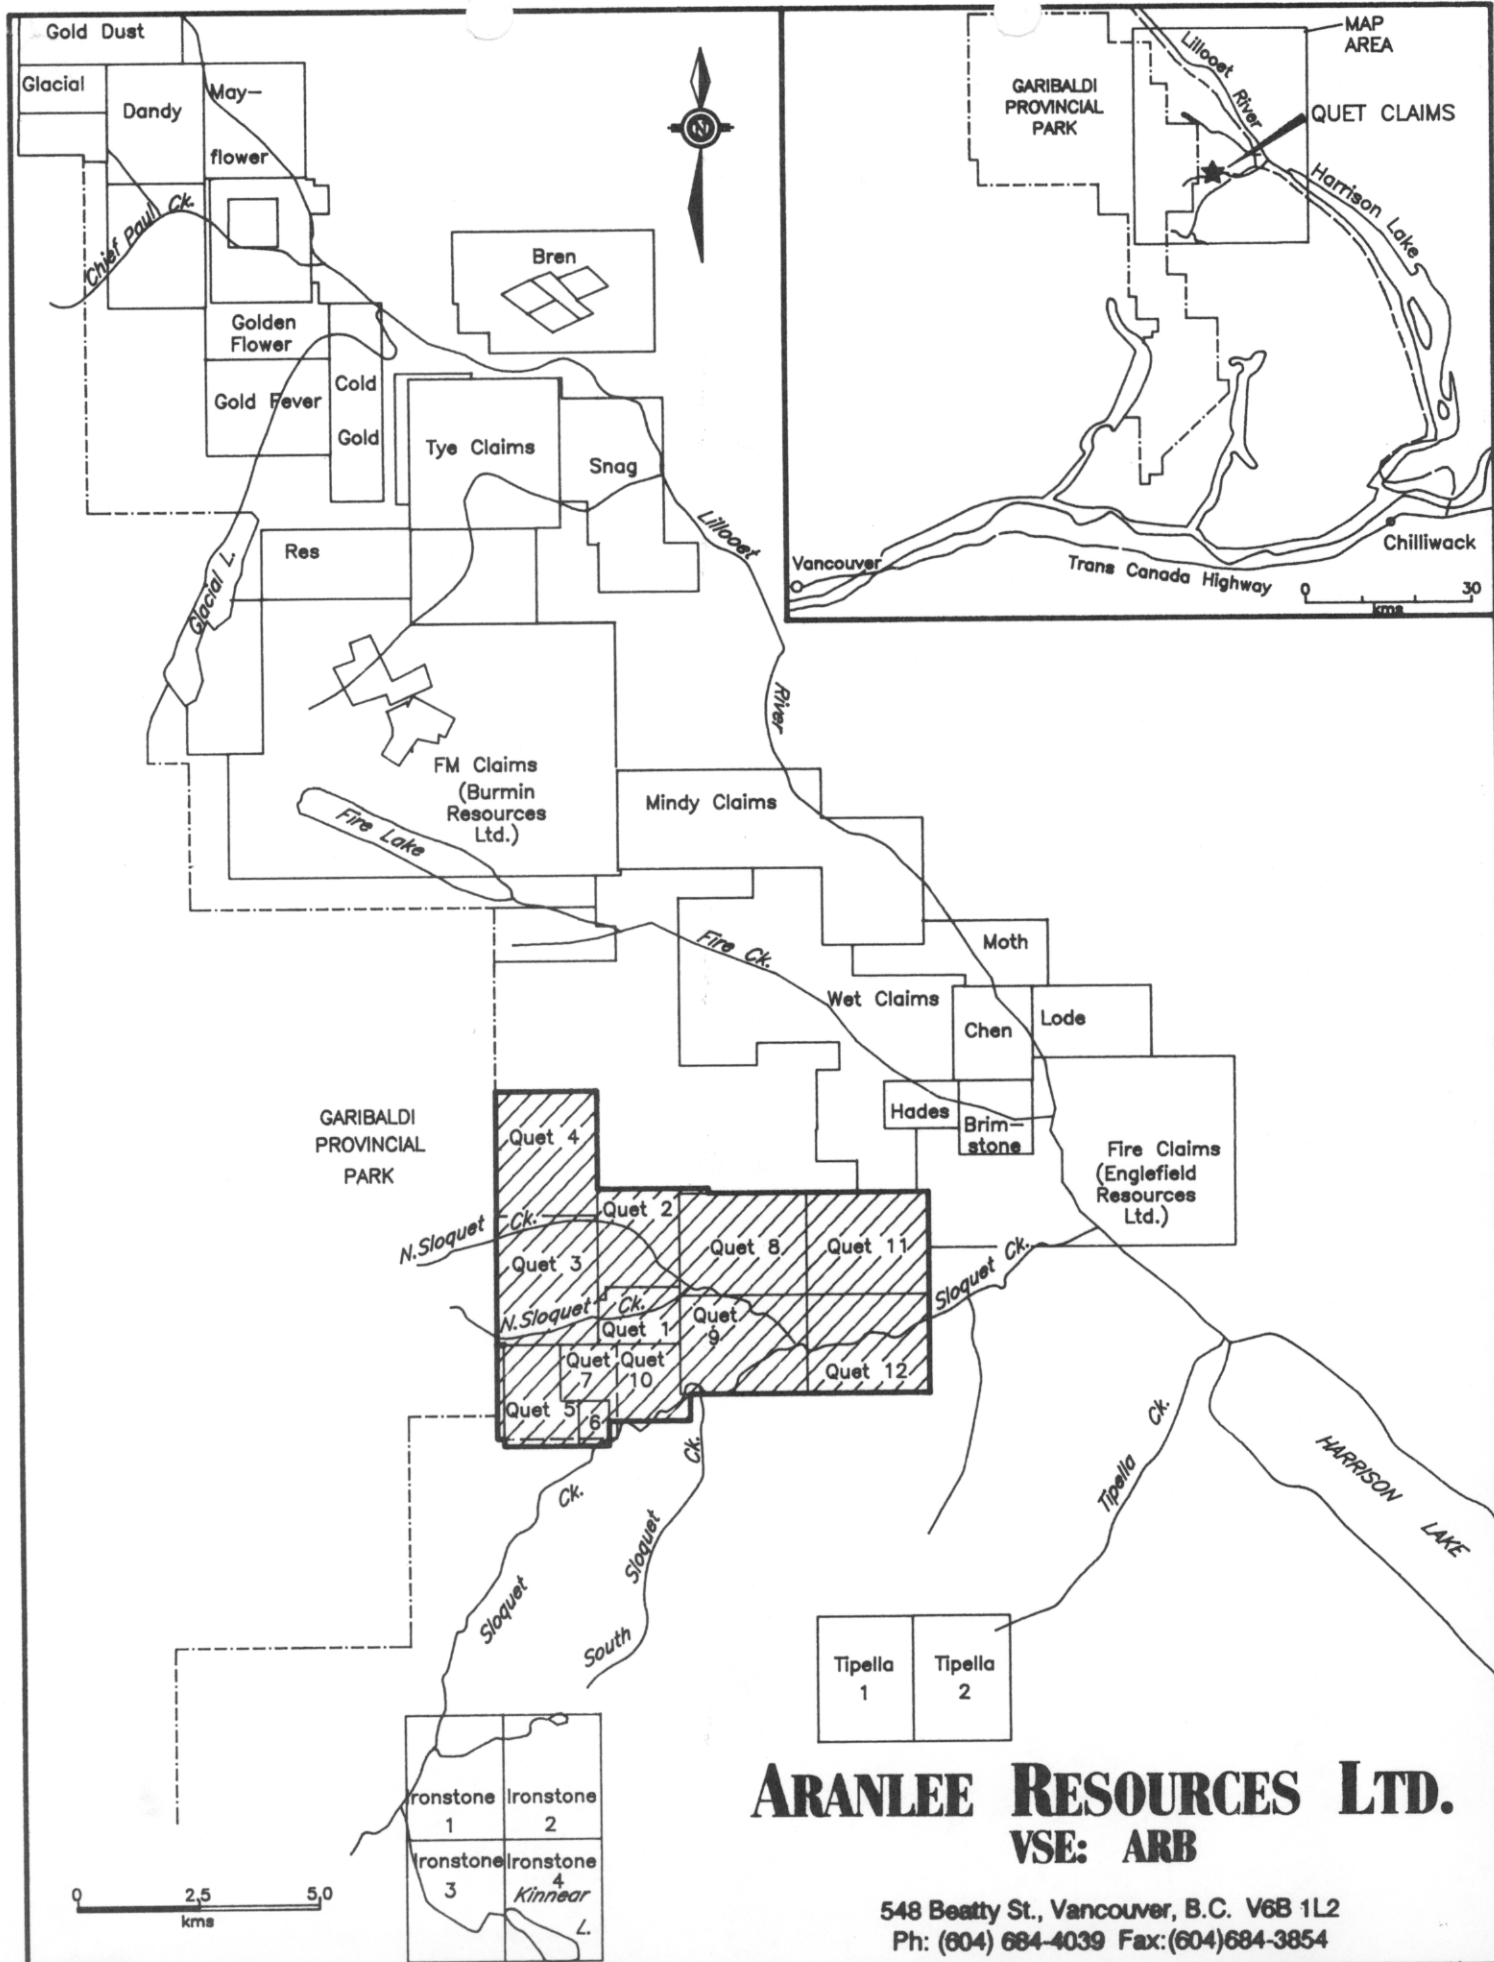 Gold Dust
Glacial
Dandy
May-
flower
Chief Paul Ck.
Golden
Flower
Gold Fever
Cold
Gold
Bren
Tye Claims
Snag
Lillooet
River
Res
Glacial L.
FM Claims
(Burmin
Resources
Ltd.)
Fire Lake
Mindy Claims
Fire Ck.
Moth
Wet Claims
Chen
Lode
Hades
Brim-
stone
Fire Claims
(Englefield
Resources
Ltd.)
GARIBALDI
PROVINCIAL
PARK
Quet 4
Quet 2
N.Sloquet Ck.
Quet 3
Quet 8
Quet 11
Sloquet Ck.
N.Sloquet Ck.
Quet 1
Quet
9
Quet
7
Quet
10
Quet 12
Quet 5
6
Sloquet Ck.
South Sloquet Ck.
Tipella Ck.
HARRISON LAKE
Tipella
1
Tipella
2
Ironstone
1
Ironstone
2
Ironstone
3
Ironstone
4
Kinnear
L.
0 2,5 5,0
kms
N
MAP
AREA
Lillooet River
GARIBALDI
PROVINCIAL
PARK
QUET CLAIMS
Harrison Lake
Vancouver
Trans Canada Highway
Chilliwack
0 30
kms
ARANLEE RESOURCES LTD.
VSE: ARB
548 Beatty St., Vancouver, B.C. V6B 1L2
Ph: (604) 684-4039 Fax:(604)684-3854